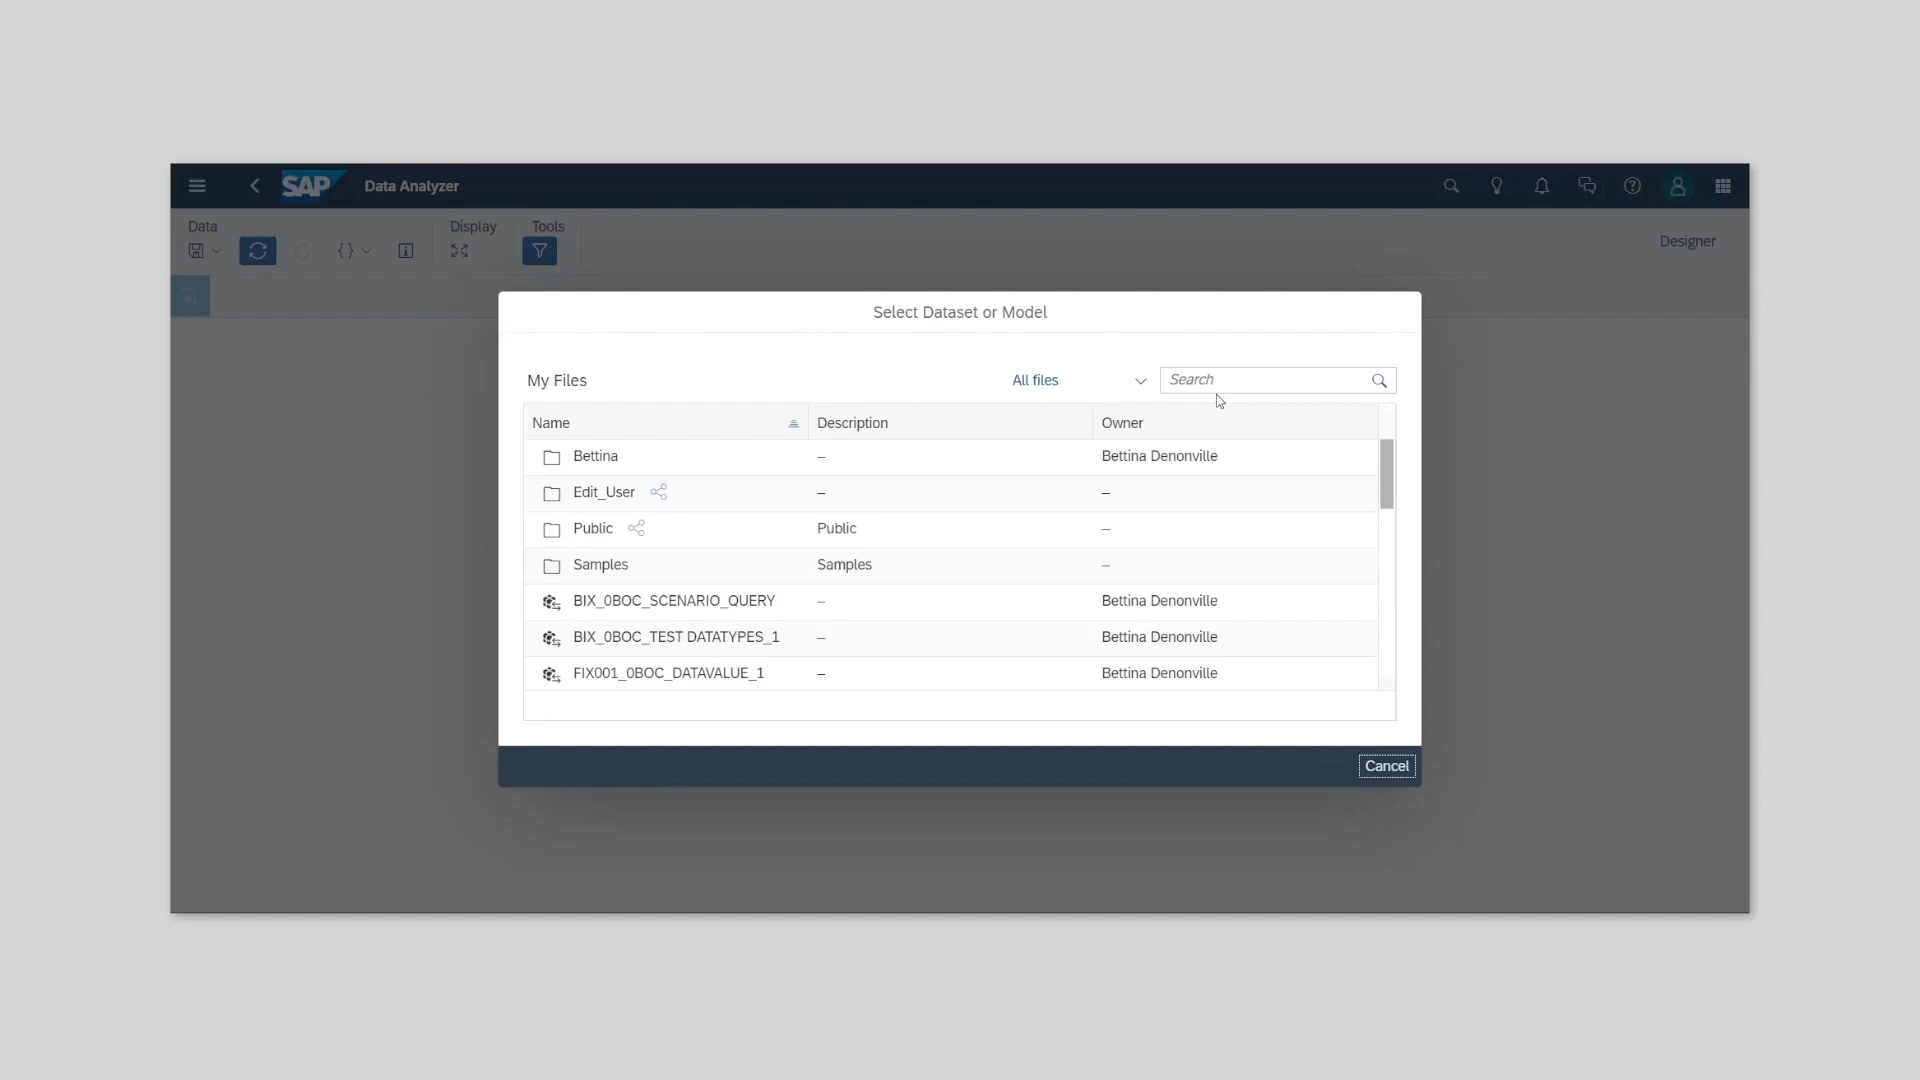 SAP Data Analyzer
Data Display Tools
Designer
Select Dataset or Model
My Files All files Search
Name Description Owner
Bettina – Bettina Denonville
Edit_User – –
Public Public –
Samples Samples –
BIX_0BOC_SCENARIO_QUERY – Bettina Denonville
BIX_0BOC_TEST DATATYPES_1 – Bettina Denonville
FIX001_0BOC_DATAVALUE_1 – Bettina Denonville
Cancel